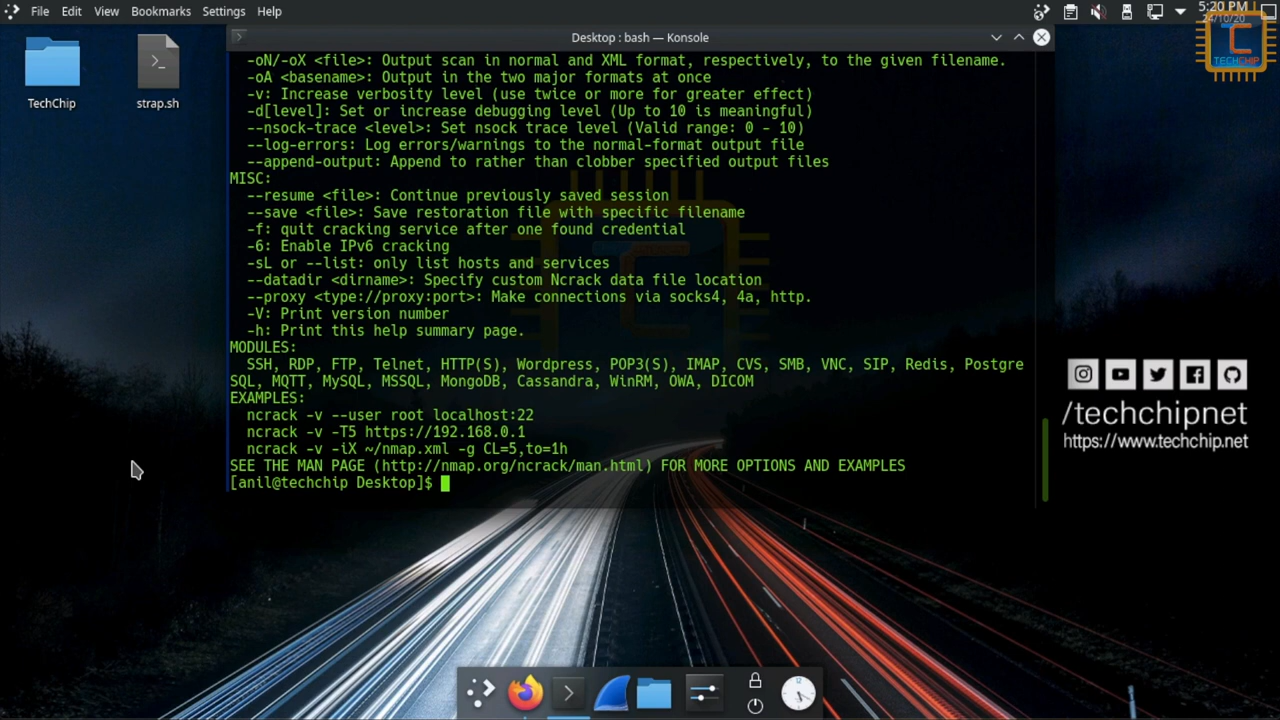 File Edit View Bookmarks Settings Help
5:20 PM
24/10/20
TECHCHIP
Desktop : bash — Konsole
TechChip
strap.sh
-oN/-oX <file>: Output scan in normal and XML format, respectively, to the given filename.
-oA <basename>: Output in the two major formats at once
-v: Increase verbosity level (use twice or more for greater effect)
-d[level]: Set or increase debugging level (Up to 10 is meaningful)
--nsock-trace <level>: Set nsock trace level (Valid range: 0 - 10)
--log-errors: Log errors/warnings to the normal-format output file
--append-output: Append to rather than clobber specified output files
MISC:
--resume <file>: Continue previously saved session
--save <file>: Save restoration file with specific filename
-f: quit cracking service after one found credential
-6: Enable IPv6 cracking
-sL or --list: only list hosts and services
--datadir <dirname>: Specify custom Ncrack data file location
--proxy <type://proxy:port>: Make connections via socks4, 4a, http.
-V: Print version number
-h: Print this help summary page.
MODULES:
SSH, RDP, FTP, Telnet, HTTP(S), Wordpress, POP3(S), IMAP, CVS, SMB, VNC, SIP, Redis, Postgre
SQL, MQTT, MySQL, MSSQL, MongoDB, Cassandra, WinRM, OWA, DICOM
EXAMPLES:
ncrack -v --user root localhost:22
ncrack -v -T5 https://192.168.0.1
ncrack -v -iX ~/nmap.xml -g CL=5,to=1h
SEE THE MAN PAGE (http://nmap.org/ncrack/man.html) FOR MORE OPTIONS AND EXAMPLES
[anil@techchip Desktop]$
/techchipnet
https://www.techchip.net